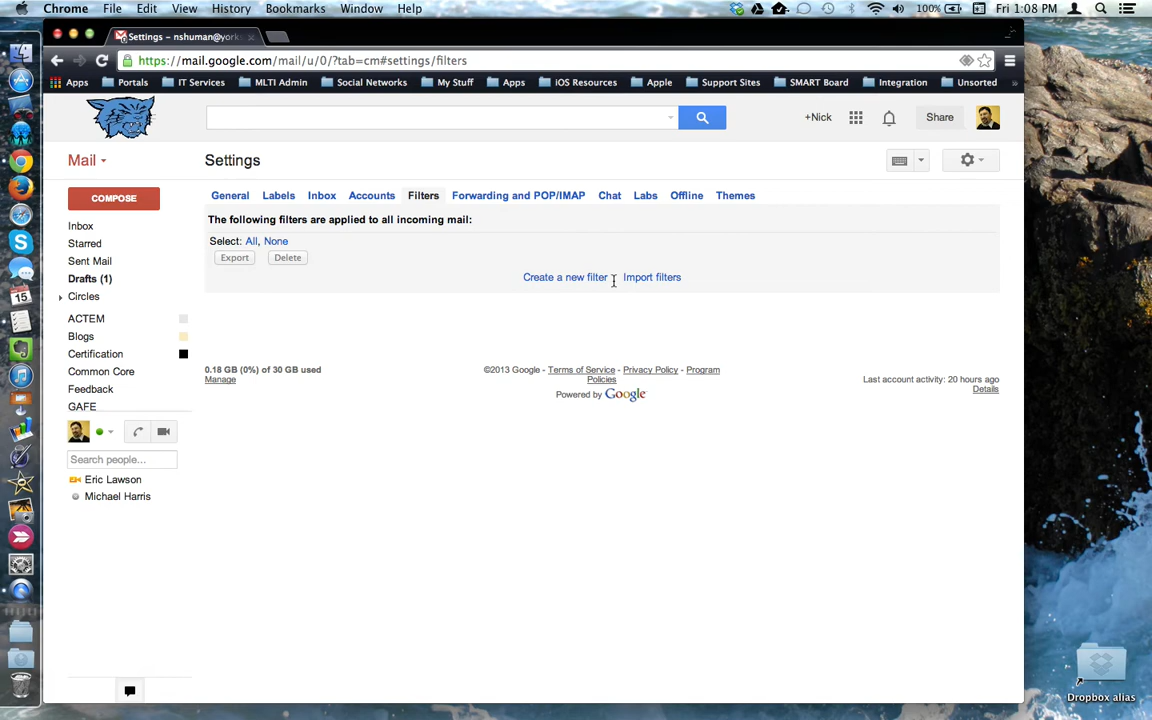 Chrome File Edit View History Bookmarks Window Help 100% Fri 1:08 PM
Settings – nshuman@york
https://mail.google.com/mail/u/0/?tab=cm#settings/filters
Apps Portals IT Services MLTI Admin Social Networks My Stuff Apps iOS Resources Apple Support Sites SMART Board Integration Unsorted »
+Nick Share
Mail Settings
COMPOSE General Labels Inbox Accounts Filters Forwarding and POP/IMAP Chat Labs Offline Themes
The following filters are applied to all incoming mail:
Inbox
Select: All, None
Starred
Export Delete
Sent Mail
Create a new filter Import filters
Drafts (1)
Circles
ACTEM
Blogs
Certification
Common Core
Feedback
GAFE
0.18 GB (0%) of 30 GB used
Manage
©2013 Google - Terms of Service - Privacy Policy - Program
Policies
Powered by Google
Last account activity: 20 hours ago
Details
Search people...
Eric Lawson
Michael Harris
15
Dropbox alias